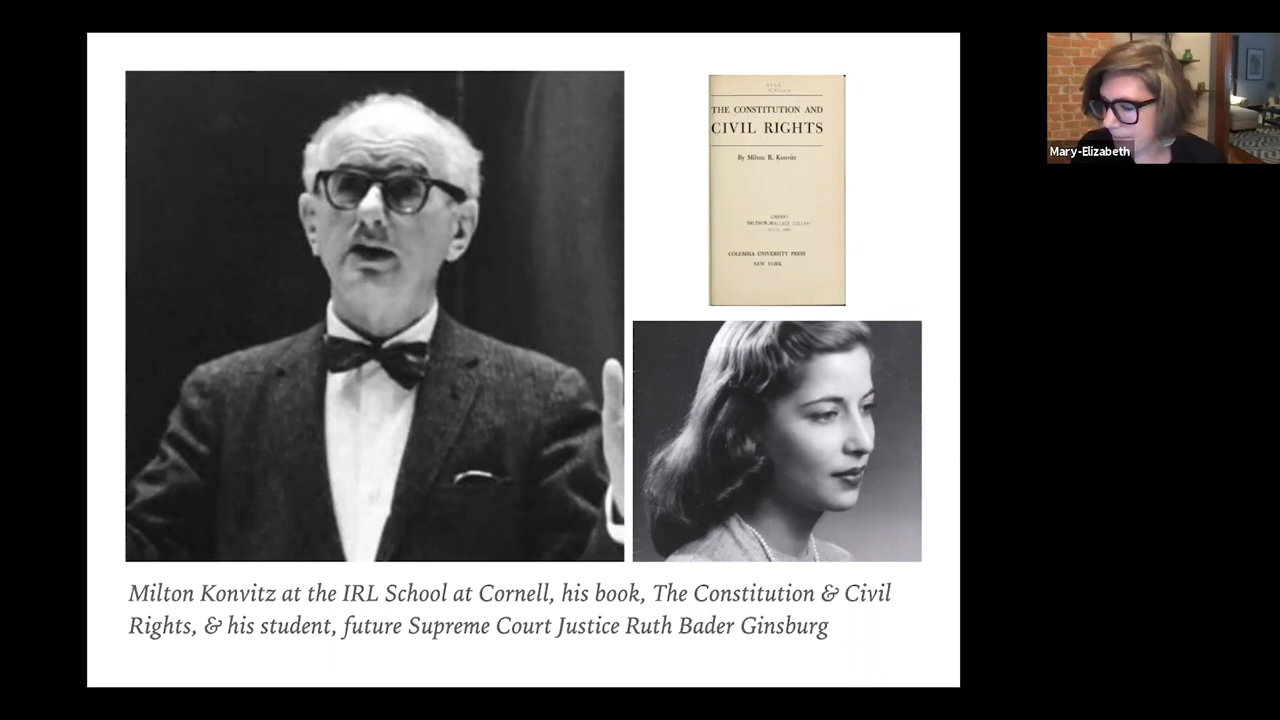 THE CONSTITUTION AND
CIVIL RIGHTS
By Milton R. Konvitz
LIBRARY
COLUMBIA UNIVERSITY PRESS
NEW YORK
Mary-Elizabeth
Milton Konvitz at the IRL School at Cornell, his book, The Constitution & Civil
Rights, & his student, future Supreme Court Justice Ruth Bader Ginsburg